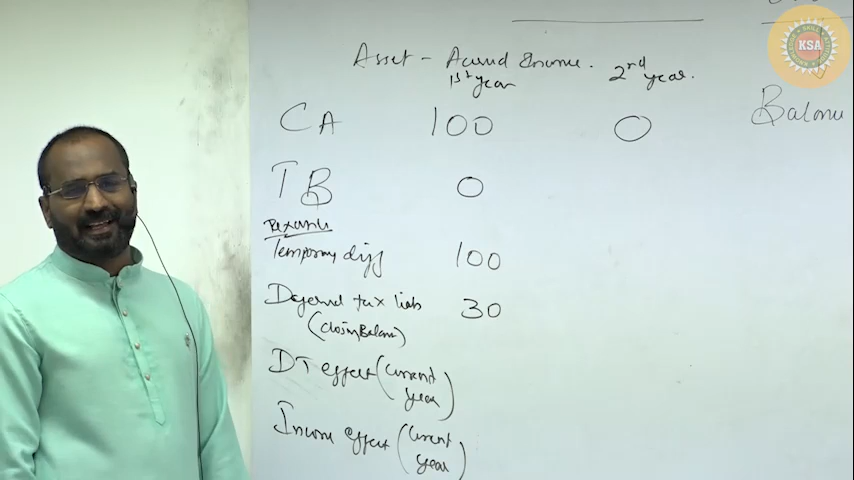 Asset - Accrued Income.
1st year 2nd year.
CA 100 0
Balance
TB 0
Taxable
Temporary diff 100
Deferred tax liab 30
(closing Balance)
DT effect (current year)
Income effect (current year)
KSA